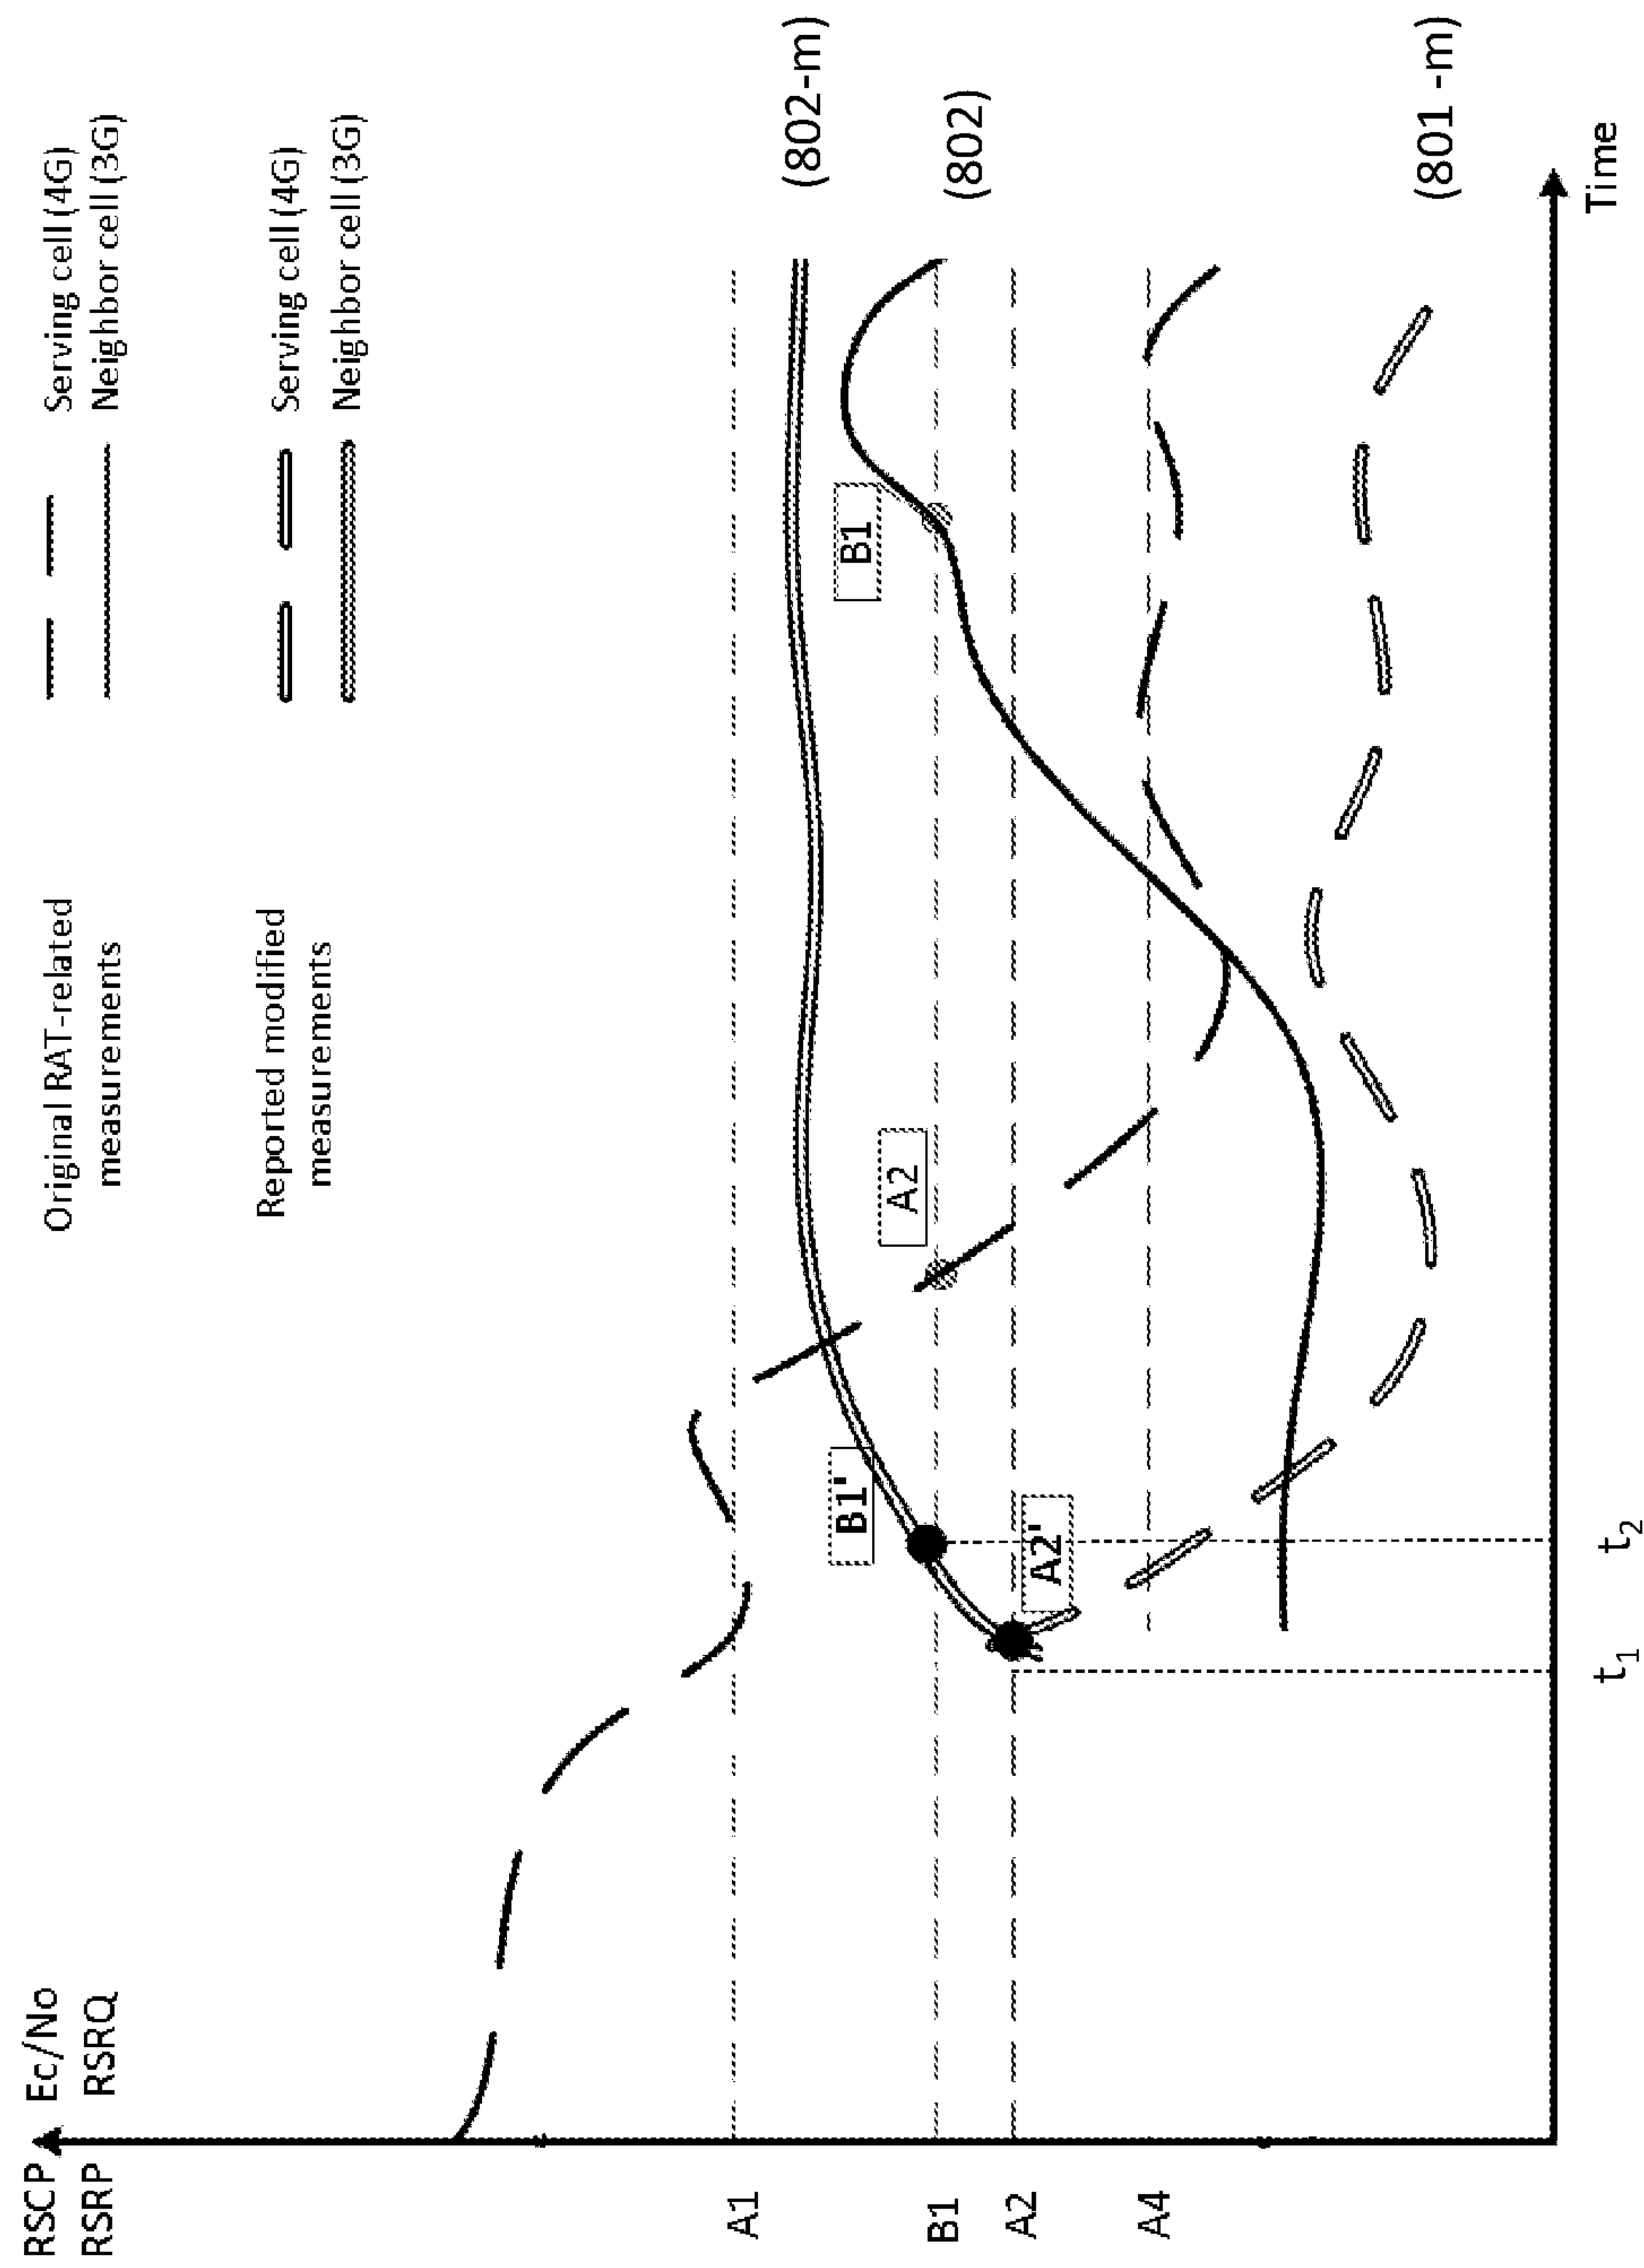 RSCP Ec/No
RSRP RSRQ
Original RAT-related
measurements
Serving cell (4G)
Neighbor cell (3G)
Reported modified
measurements
Serving cell (4G)
Neighbor cell (3G)
A1
B1
A2
A4
B1'
A2'
A2
B1
(802-m)
(802)
(801 -m)
t1
t2
Time